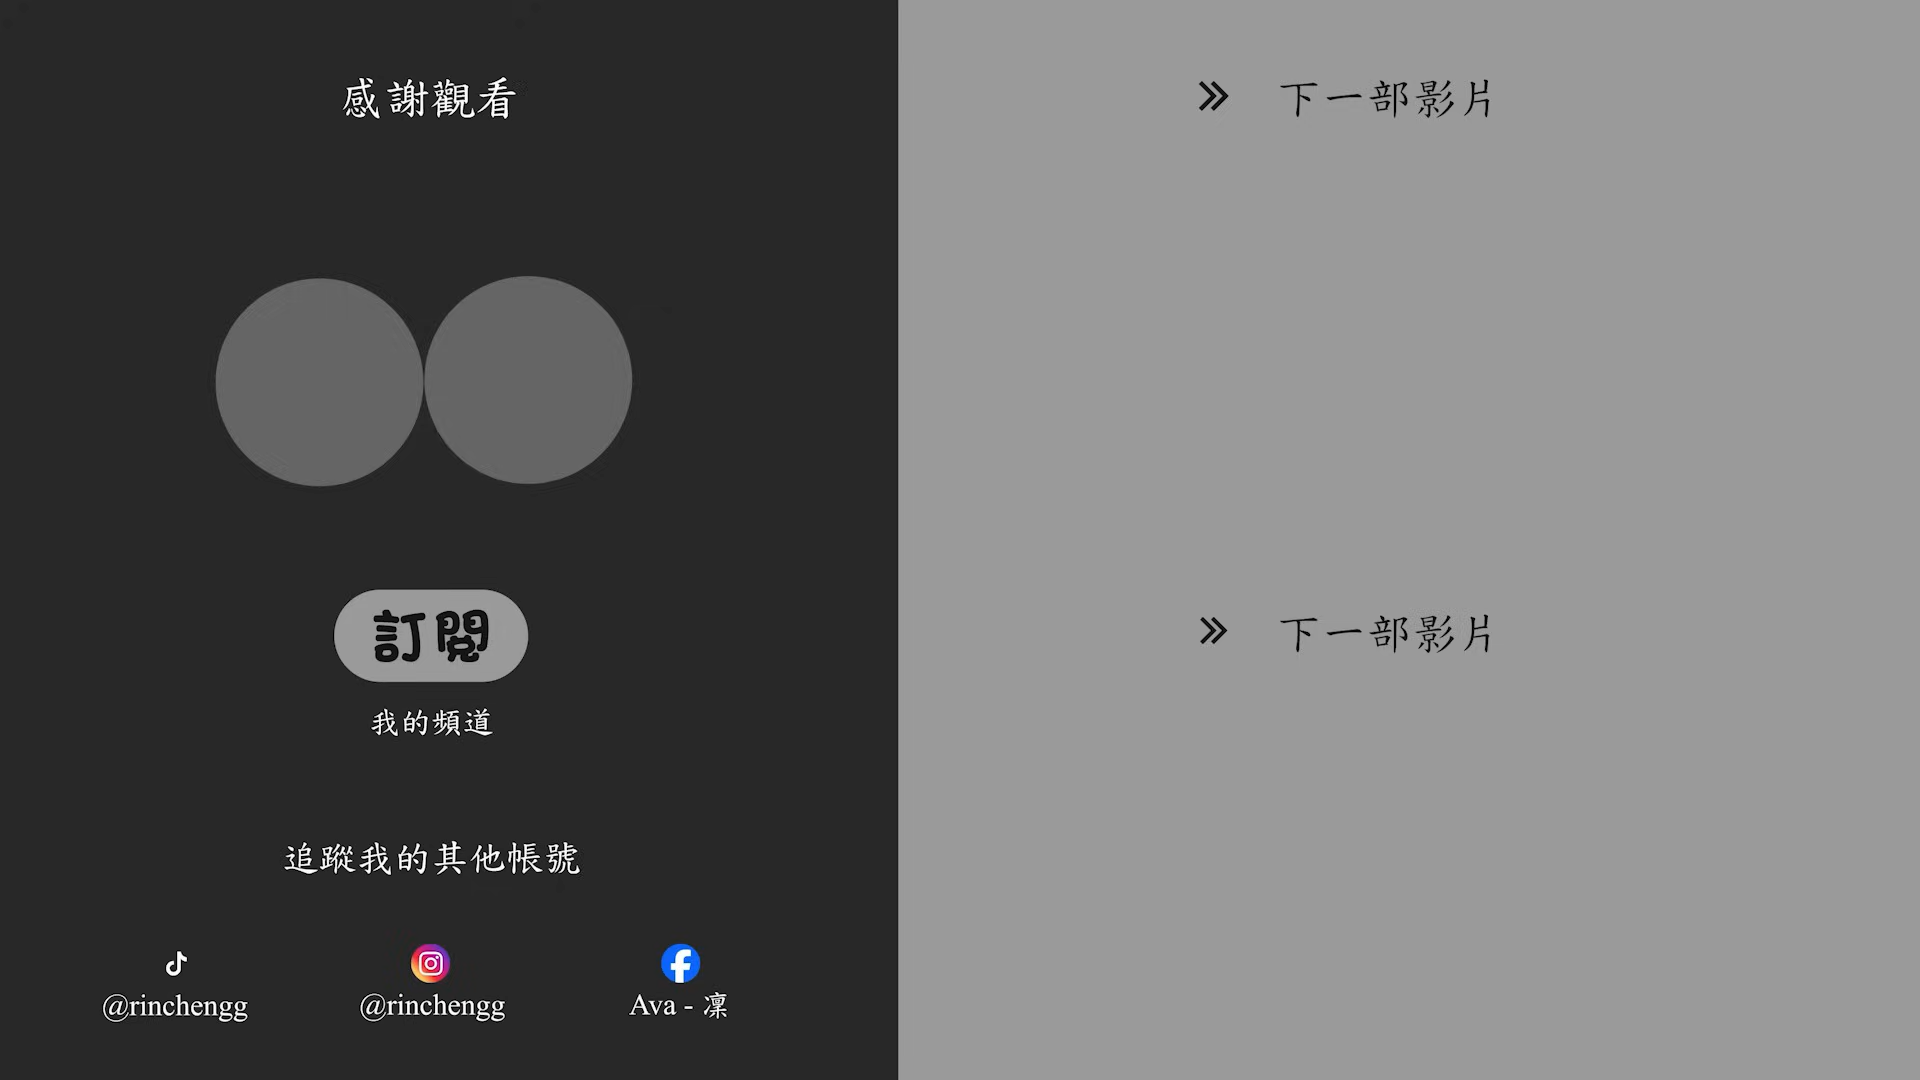 感謝觀看
訂閱
我的頻道
追蹤我的其他帳號
@rinchengg
@rinchengg
Ava - 凜
» 下一部影片
» 下一部影片